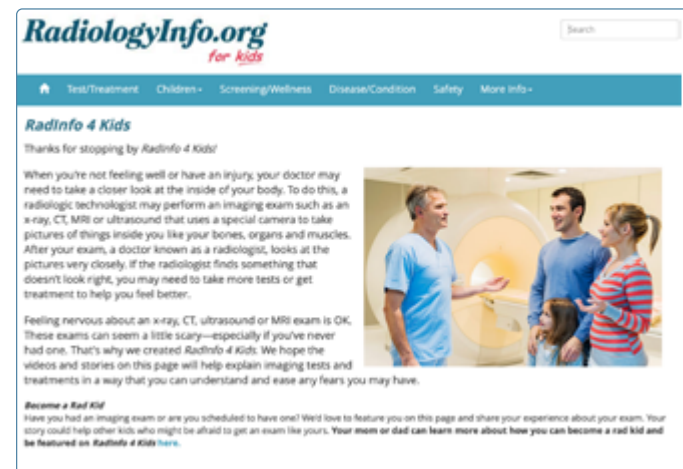 RadiologyInfo.org
for kids
Search
Test/Treatment Children Screening/Wellness Disease/Condition Safety More Info
RadInfo 4 Kids
Thanks for stopping by RadInfo 4 Kids!
When you're not feeling well or have an injury, your doctor may
need to take a closer look at the inside of your body. To do this, a
radiologic technologist may perform an imaging exam such as an
x-ray, CT, MRI or ultrasound that uses a special camera to take
pictures of things inside you like your bones, organs and muscles.
After your exam, a doctor known as a radiologist, looks at the
pictures very closely. If the radiologist finds something that
doesn't look right, you may need to take more tests or get
treatment to help you feel better.
Feeling nervous about an x-ray, CT, ultrasound or MRI exam is OK.
These exams can seem a little scary—especially if you've never
had one. That's why we created RadInfo 4 Kids. We hope the
videos and stories on this page will help explain imaging tests and
treatments in a way that you can understand and ease any fears you may have.
Become a Rad Kid
Have you had an imaging exam or are you scheduled to have one? We'd love to feature you on this page and share your experience about your exam. Your
story could help other kids who might be afraid to get an exam like yours. Your mom or dad can learn more about how you can become a rad kid and
be featured on RadInfo 4 Kids here.